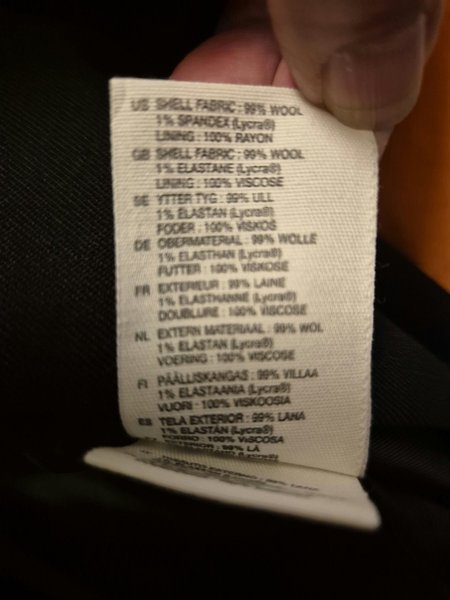 US SHELL FABRIC : 99% WOOL
1% SPANDEX (Lycra®)
LINING : 100% RAYON
GB SHELL FABRIC : 99% WOOL
1% ELASTANE (Lycra®)
LINING : 100% VISCOSE
SE YTTER TYG : 99% ULL
1% ELASTAN (Lycra®)
FODER : 100% VISKOS
DE OBERMATERIAL : 99% WOLLE
1% ELASTHAN (Lycra®)
FUTTER : 100% VISKOSE
FR EXTERIEUR : 99% LAINE
1% ELASTHANNE (Lycra®)
DOUBLURE : 100% VISCOSE
NL EXTERN MATERIAAL : 99% WOL
1% ELASTAN (Lycra®)
VOERING : 100% VISCOSE
FI PÄÄLLISKANGAS : 99% VILLAA
1% ELASTAANIA (Lycra®)
VUORI : 100% VISKOOSIA
ES TELA EXTERIOR : 99% LANA
1% ELASTAN (Lycra®)
FORRO : 100% VISCOSA
99% LÃ